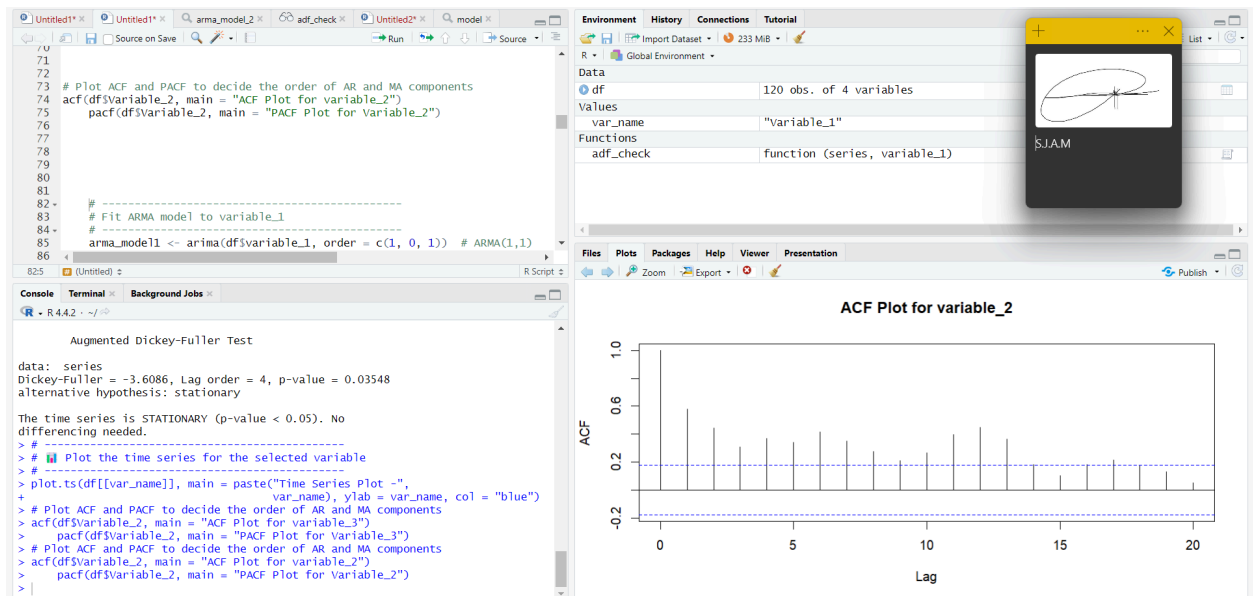 Untitled1* Untitled1* arma_model_2 adf_check Untitled2* model
Source on Save Run Source
70
71
72
73 # Plot ACF and PACF to decide the order of AR and MA components
74 acf(df$Variable_2, main = "ACF Plot for variable_2")
75 pacf(df$Variable_2, main = "PACF Plot for Variable_2")
76
77
78
79
80
81
82 # ----------------------------------------------
83 # Fit ARMA model to variable_1
84 # ----------------------------------------------
85 arma_model1 <- arima(df$variable_1, order = c(1, 0, 1)) # ARMA(1,1)
86
82:5 (Untitled) R Script
Console Terminal Background Jobs
R 4.4.2 · ~/
Augmented Dickey-Fuller Test
data: series
Dickey-Fuller = -3.6086, Lag order = 4, p-value = 0.03548
alternative hypothesis: stationary
The time series is STATIONARY (p-value < 0.05). No
differencing needed.
> # ----------------------------------------------
> # 📊 Plot the time series for the selected variable
> # ----------------------------------------------
> plot.ts(df[[var_name]], main = paste("Time Series Plot -",
+ var_name), ylab = var_name, col = "blue")
> # Plot ACF and PACF to decide the order of AR and MA components
> acf(df$Variable_2, main = "ACF Plot for variable_3")
> pacf(df$Variable_2, main = "PACF Plot for Variable_3")
> # Plot ACF and PACF to decide the order of AR and MA components
> acf(df$Variable_2, main = "ACF Plot for variable_2")
> pacf(df$Variable_2, main = "PACF Plot for Variable_2")
>
Environment History Connections Tutorial
Import Dataset 233 MiB List
R Global Environment
Data
df 120 obs. of 4 variables
Values
var_name "Variable_1"
Functions
adf_check function (series, variable_1)
S.J.A.M
Files Plots Packages Help Viewer Presentation
Zoom Export Publish
ACF Plot for variable_2
ACF
1.0
0.6
0.2
-0.2
0 5 10 15 20
Lag